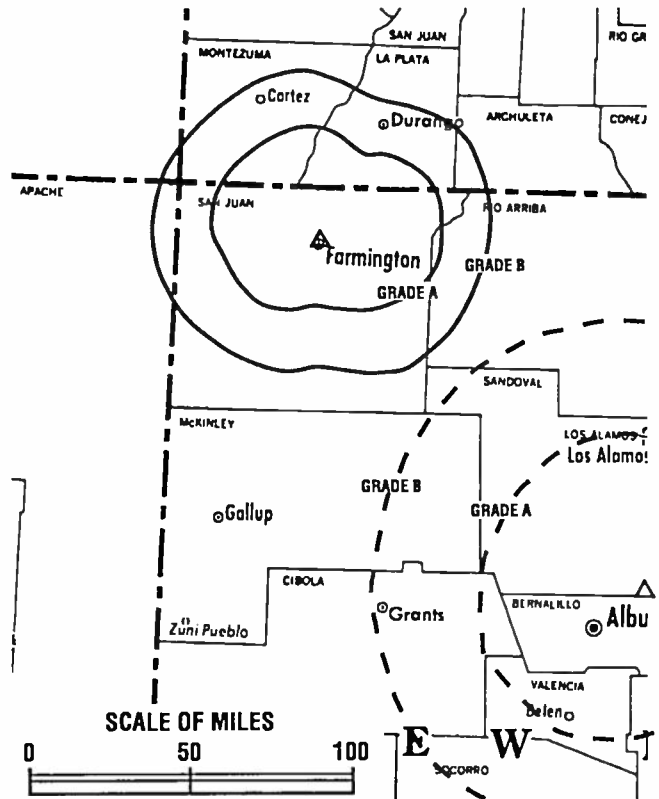 SAN JUAN
RIO GR
MONTEZUMA
LA PLATA
Cortez
Durango
ARCHULETA
CONEJ
APACHE
SAN JUAN
RIO ARRIBA
Farmington
GRADE B
GRADE A
SANDOVAL
McKINLEY
LOS ALAMOS
Los Alamos
GRADE B
GRADE A
Gallup
CIBOLA
BERNALILLO
Grants
Albu
Zuni Pueblo
VALENCIA
SCALE OF MILES
Belen
0 50 100
E W
SOCORRO